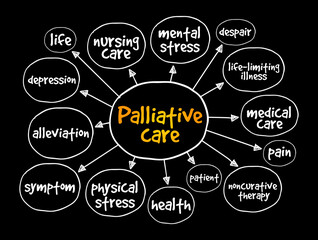 life
nursing
care
mental
stress
despair
life-limiting
illness
depression
Palliative
Care
medical
care
alleviation
pain
symptom
physical
stress
health
patient
noncurative
therapy